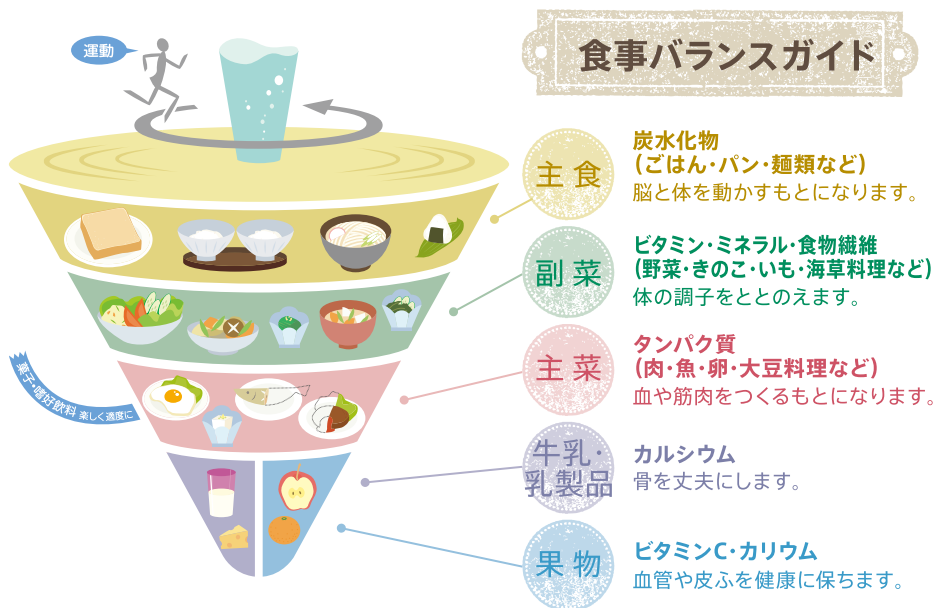 食事バランスガイド
運動
主食
炭水化物
(ごはん・パン・麺類など)
脳と体を動かすもとになります。
副菜
ビタミン・ミネラル・食物繊維
(野菜・きのこ・いも・海草料理など)
体の調子をととのえます。
主菜
タンパク質
(肉・魚・卵・大豆料理など)
血や筋肉をつくるもとになります。
菓子・嗜好飲料 楽しく適度に
牛乳・
乳製品
カルシウム
骨を丈夫にします。
果物
ビタミンC・カリウム
血管や皮ふを健康に保ちます。